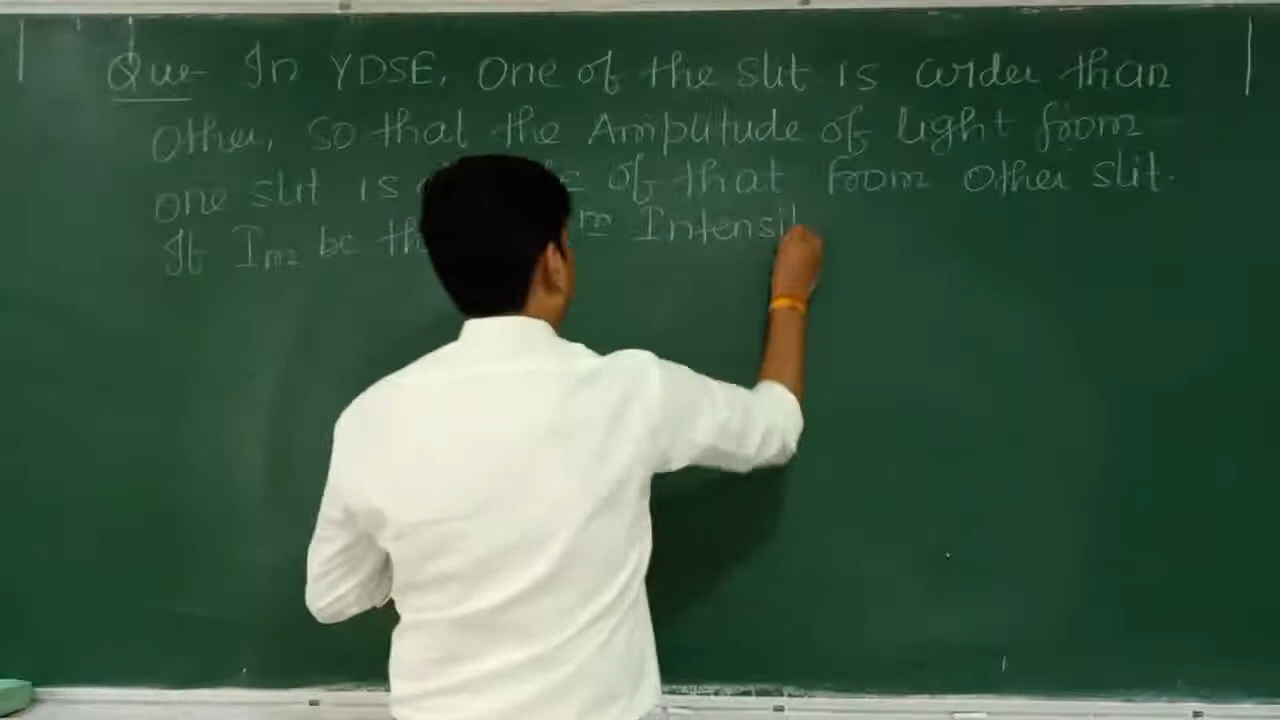 Que- In YDSE, One of the slit is wider than
other, so that the Amplitude of light from
one slit is of that from other slit.
If Im be the m Intensit